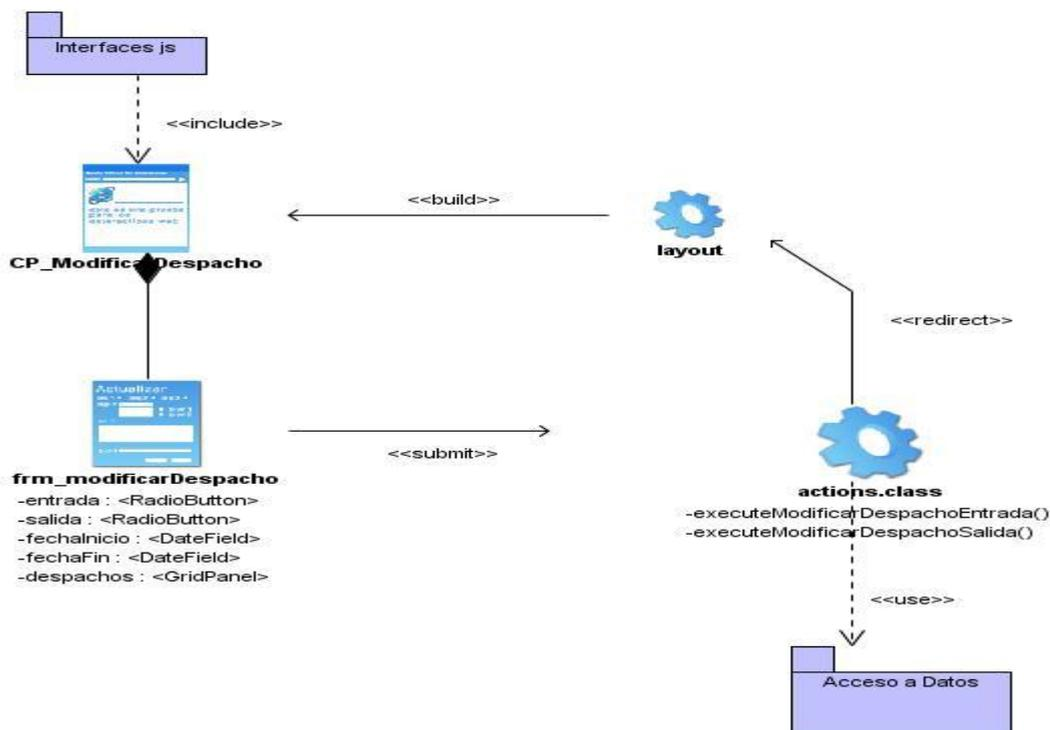 Interfaces js
<<include>>
<<build>>
layout
CP_ModificarDespacho
<<redirect>>
Actualizar
<<submit>>
frm_modificarDespacho
-entrada : <RadioButton>
-salida : <RadioButton>
-fechaInicio : <DateField>
-fechaFin : <DateField>
-despachos : <GridPanel>
actions.class
-executeModificarDespachoEntrada()
-executeModificarDespachoSalida()
<<use>>
Acceso a Datos